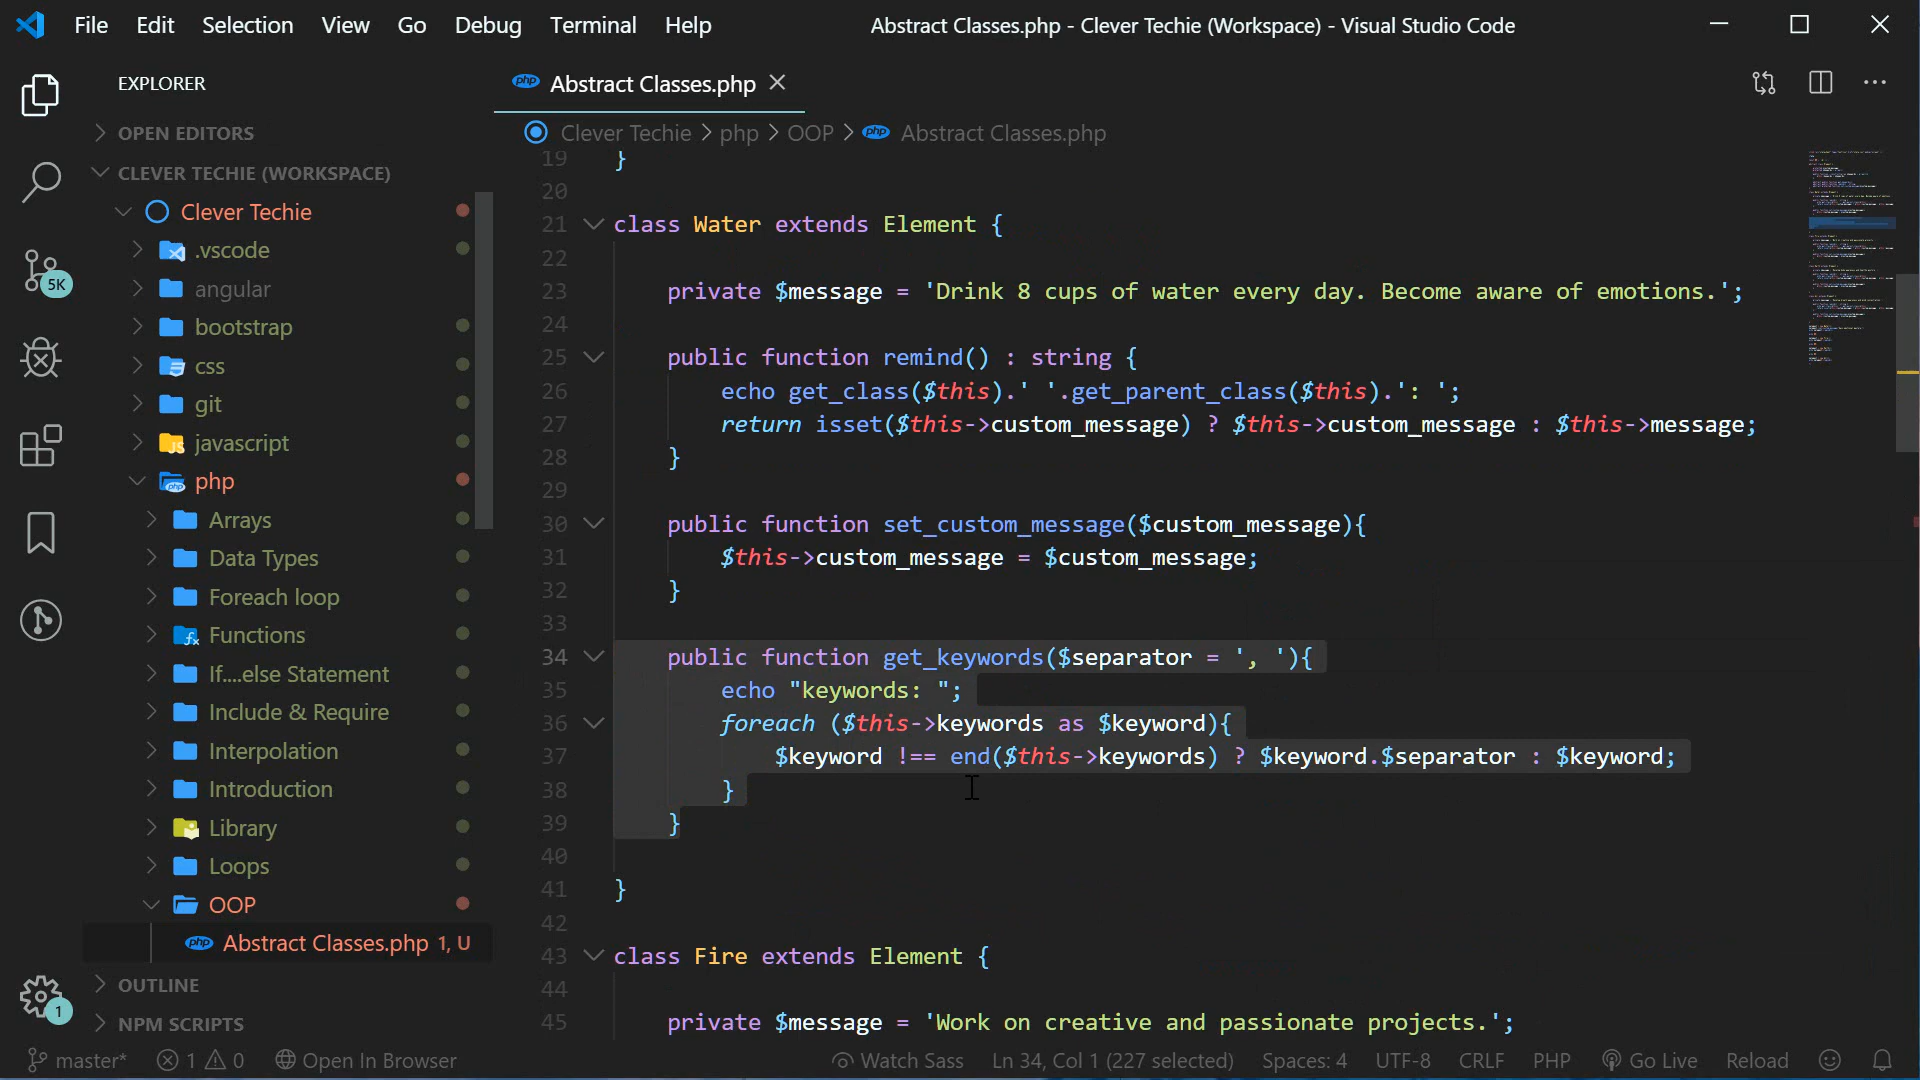 File Edit Selection View Go Debug Terminal Help
Abstract Classes.php - Clever Techie (Workspace) - Visual Studio Code
EXPLORER
OPEN EDITORS
CLEVER TECHIE (WORKSPACE)
Clever Techie
.vscode
angular
bootstrap
css
git
javascript
php
Arrays
Data Types
Foreach loop
Functions
If....else Statement
Include & Require
Interpolation
Introduction
Library
Loops
OOP
php Abstract Classes.php 1, U
OUTLINE
NPM SCRIPTS
5K
1
php Abstract Classes.php
Clever Techie > php > OOP > php Abstract Classes.php
19 }
20
21 class Water extends Element {
22
23 private $message = 'Drink 8 cups of water every day. Become aware of emotions.';
24
25 public function remind() : string {
26 echo get_class($this).' '.get_parent_class($this).': ';
27 return isset($this->custom_message) ? $this->custom_message : $this->message;
28 }
29
30 public function set_custom_message($custom_message){
31 $this->custom_message = $custom_message;
32 }
33
34 public function get_keywords($separator = ', '){
35 echo "keywords: ";
36 foreach ($this->keywords as $keyword){
37 $keyword !== end($this->keywords) ? $keyword.$separator : $keyword;
38 }
39 }
40
41 }
42
43 class Fire extends Element {
44
45 private $message = 'Work on creative and passionate projects.';
master* 1 0 Open In Browser Watch Sass Ln 34, Col 1 (227 selected) Spaces: 4 UTF-8 CRLF PHP Go Live Reload